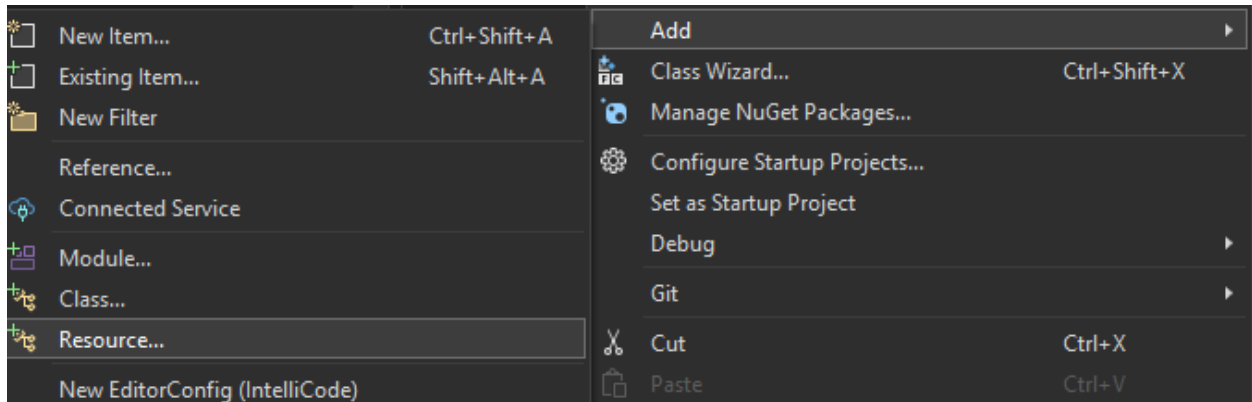 New Item... Ctrl+Shift+A
Existing Item... Shift+Alt+A
New Filter
Reference...
Connected Service
Module...
Class...
Resource...
New EditorConfig (IntelliCode)
Add
Class Wizard... Ctrl+Shift+X
Manage NuGet Packages...
Configure Startup Projects...
Set as Startup Project
Debug
Git
Cut Ctrl+X
Paste Ctrl+V